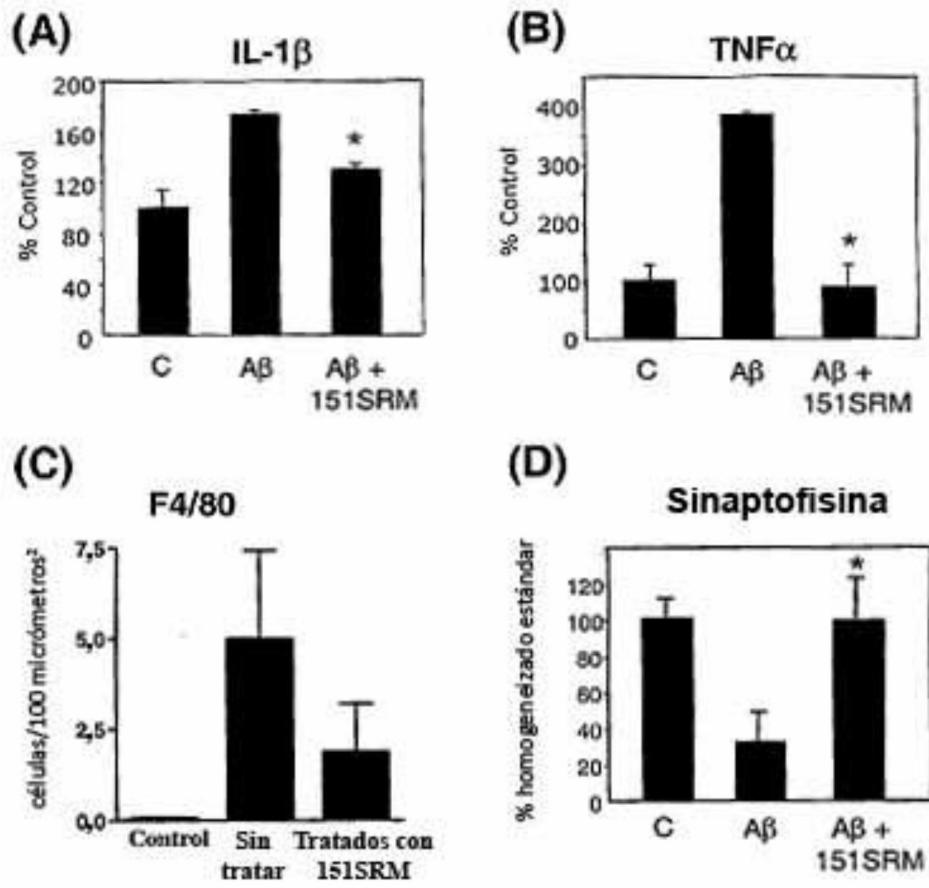 (A)
IL-1β
% Control
200
160
120
80
40
0
*
C
Aβ
Aβ +
151SRM
(B)
TNFα
% Control
400
300
200
100
0
*
C
Aβ
Aβ +
151SRM
(C)
F4/80
células/100 micrómetros²
7,5
5,0
2,5
0,0
Control
Sin
tratar
Tratados con
151SRM
(D)
Sinaptofisina
% homogeneizado estándar
120
100
80
60
40
20
0
*
C
Aβ
Aβ +
151SRM